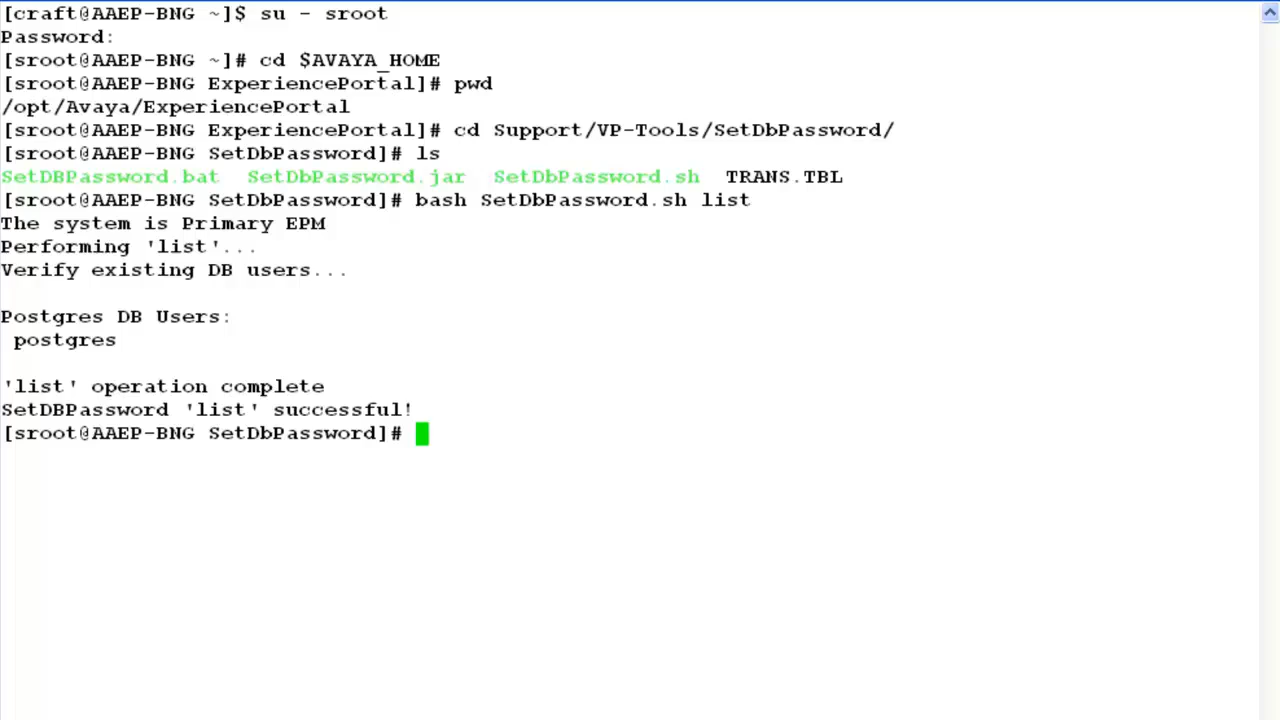 [craft@AAEP-BNG ~]$ su - sroot
Password:
[sroot@AAEP-BNG ~]# cd $AVAYA_HOME
[sroot@AAEP-BNG ExperiencePortal]# pwd
/opt/Avaya/ExperiencePortal
[sroot@AAEP-BNG ExperiencePortal]# cd Support/VP-Tools/SetDbPassword/
[sroot@AAEP-BNG SetDbPassword]# ls
SetDBPassword.bat  SetDbPassword.jar  SetDbPassword.sh  TRANS.TBL
[sroot@AAEP-BNG SetDbPassword]# bash SetDbPassword.sh list
The system is Primary EPM
Performing 'list'...
Verify existing DB users...
Postgres DB Users:
postgres
'list' operation complete
SetDBPassword 'list' successful!
[sroot@AAEP-BNG SetDbPassword]#